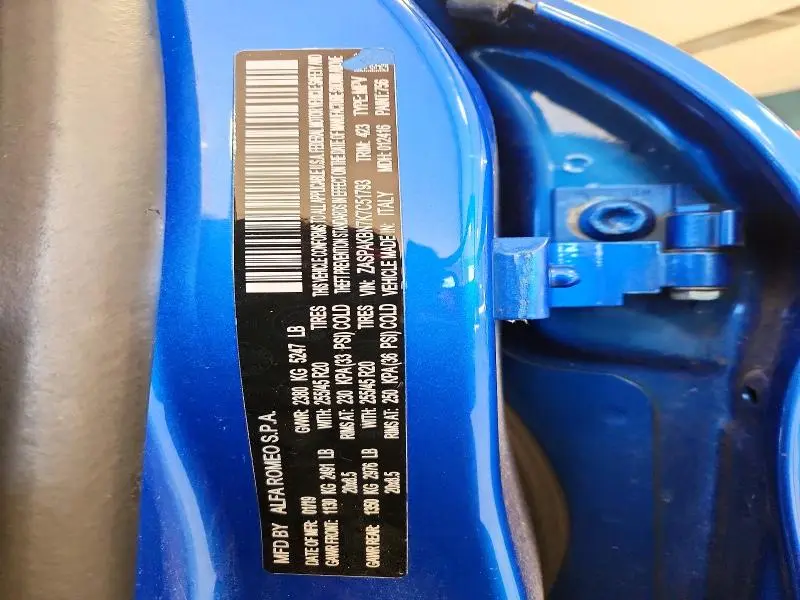 MFD BY ALFA ROMEO S.P.A.
DATE OF MFR: 01/19 GVWR: 2380 KG 5247 LB
GAWR FRONT: 1130 KG 2491 LB WITH: 255/45 R20 TIRES
20x8.5 RIMS AT: 230 KPA(33 PSI) COLD
GAWR REAR: 1350 KG 2976 LB WITH: 255/45 R20 TIRES
20x8.5 RIMS AT: 250 KPA(36 PSI) COLD
THIS VEHICLE CONFORMS TO ALL APPLICABLE U.S.A. FEDERAL MOTOR VEHICLE SAFETY, AND
THEFT PREVENTION STANDARDS IN EFFECT ON THE DATE OF MANUFACTURE SHOWN ABOVE
VIN: ZASPAKBN7K7C51793 TRIM: 423 TYPE: MPV
VEHICLE MADE IN: ITALY MDH: 012416 PAINT: 756